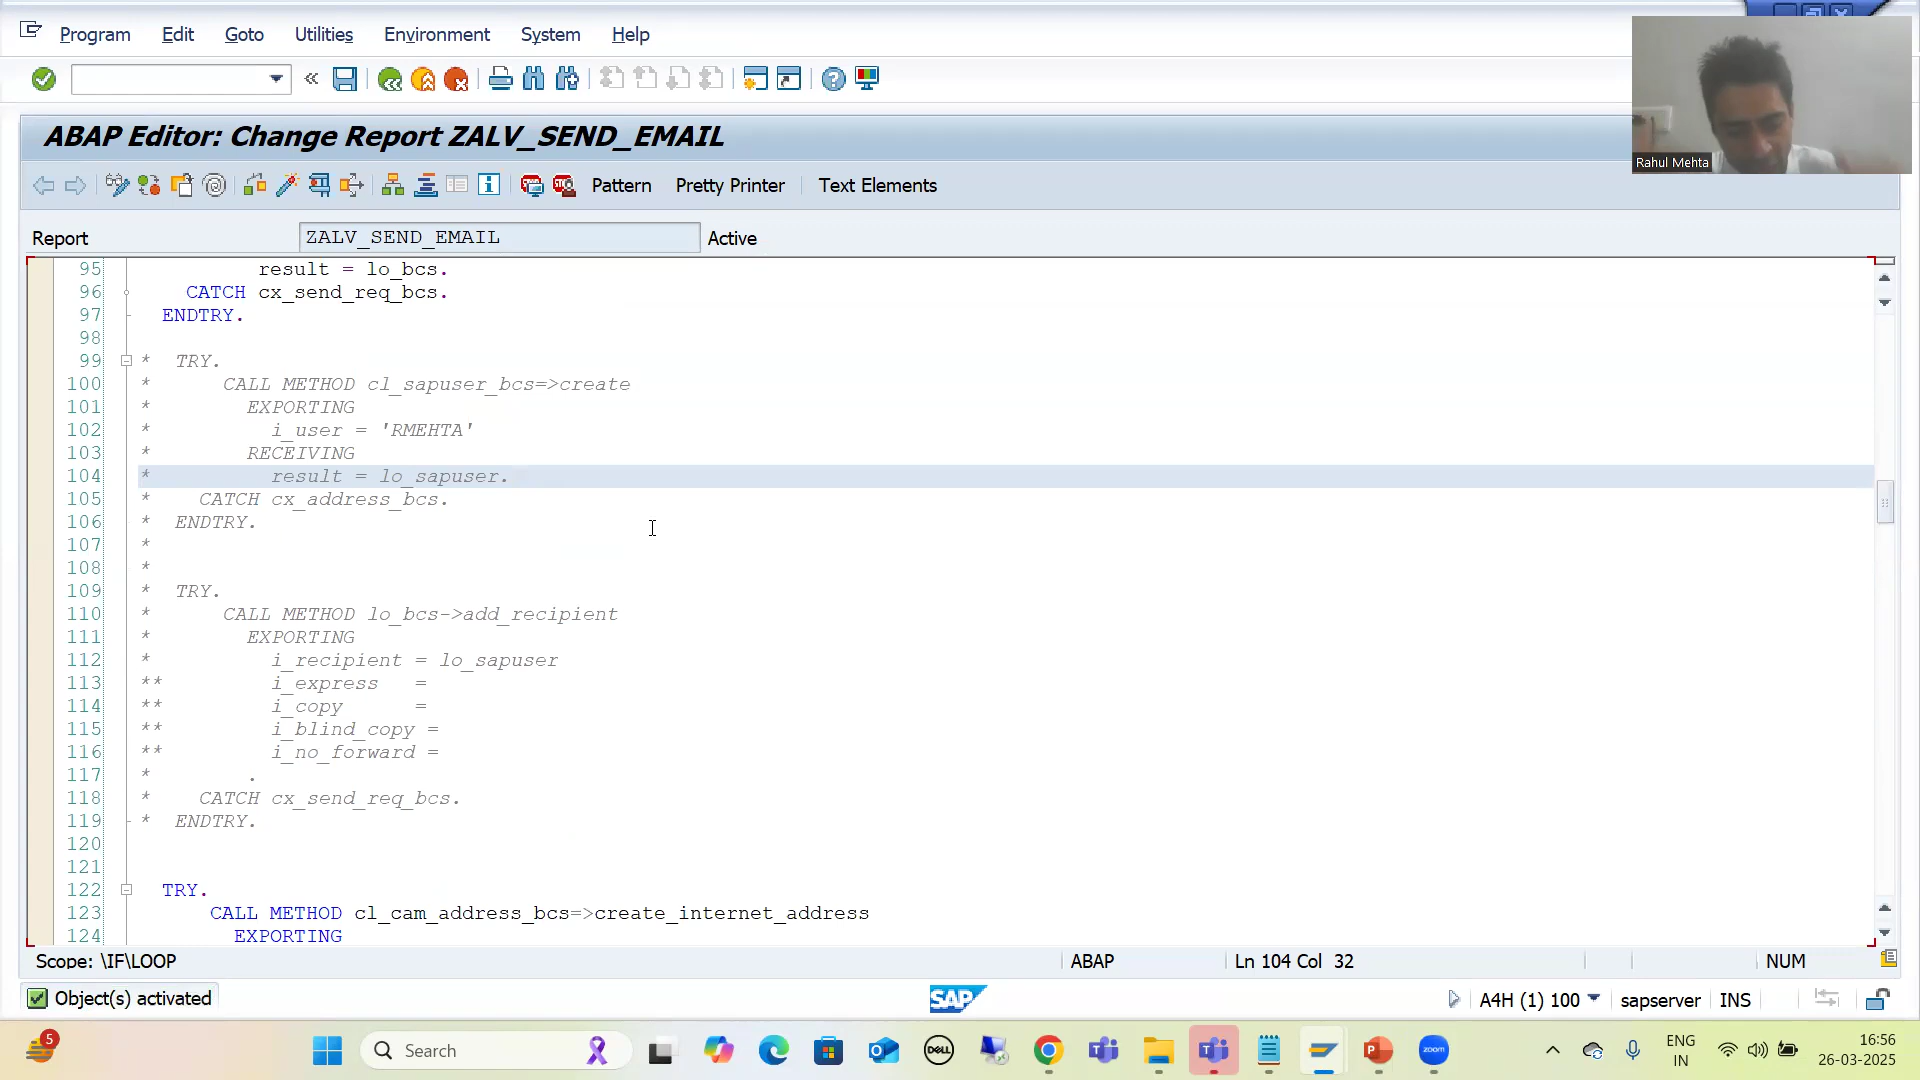 Program Edit Goto Utilities Environment System Help
Rahul Mehta
ABAP Editor: Change Report ZALV_SEND_EMAIL
Pattern Pretty Printer Text Elements
Report ZALV_SEND_EMAIL Active
95 result = lo_bcs.
96 CATCH cx_send_req_bcs.
97 ENDTRY.
98
99 * TRY.
100 * CALL METHOD cl_sapuser_bcs=>create
101 * EXPORTING
102 * i_user = 'RMEHTA'
103 * RECEIVING
104 * result = lo_sapuser.
105 * CATCH cx_address_bcs.
106 * ENDTRY.
107 *
108 *
109 * TRY.
110 * CALL METHOD lo_bcs->add_recipient
111 * EXPORTING
112 * i_recipient = lo_sapuser
113 ** i_express =
114 ** i_copy =
115 ** i_blind_copy =
116 ** i_no_forward =
117 * .
118 * CATCH cx_send_req_bcs.
119 * ENDTRY.
120
121
122 TRY.
123 CALL METHOD cl_cam_address_bcs=>create_internet_address
124 EXPORTING
Scope: \IF\LOOP ABAP Ln 104 Col 32 NUM
Object(s) activated SAP A4H (1) 100 sapserver INS
5 Search DELL zoom ENG 16:56
IN 26-03-2025